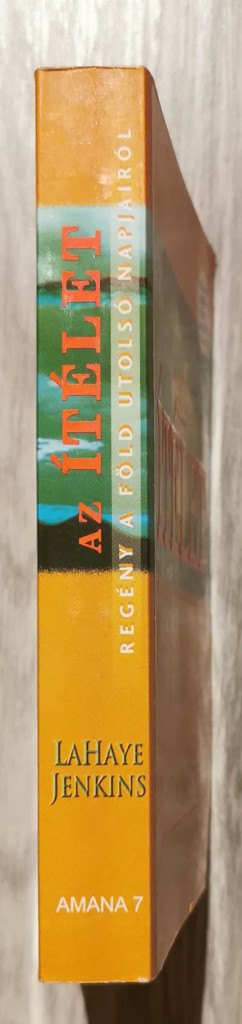 AZ ÍTÉLET
REGÉNY A FÖLD UTOLSÓ NAPJAIRÓL
LAHAYE
JENKINS
AMANA 7